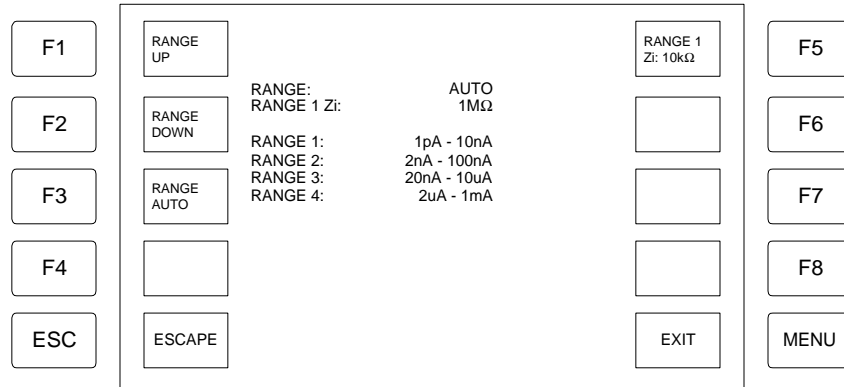 F1
RANGE
UP
RANGE 1
Zi: 10kΩ
F5
RANGE: AUTO
RANGE 1 Zi: 1MΩ
F2
RANGE
DOWN
F6
RANGE 1: 1pA - 10nA
RANGE 2: 2nA - 100nA
RANGE 3: 20nA - 10uA
RANGE 4: 2uA - 1mA
F3
RANGE
AUTO
F7
F4
F8
ESC
ESCAPE
EXIT
MENU